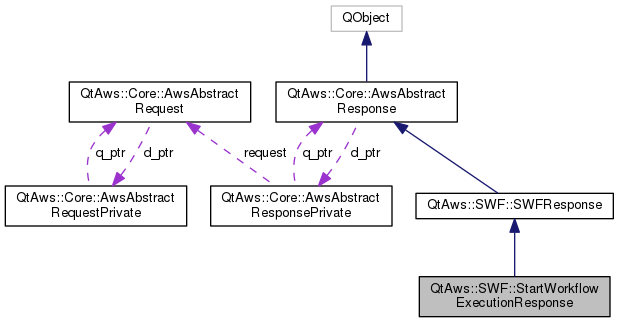 QObject
QtAws::Core::AwsAbstract
Request
QtAws::Core::AwsAbstract
Response
q_ptr
d_ptr
request
q_ptr
d_ptr
QtAws::Core::AwsAbstract
RequestPrivate
QtAws::Core::AwsAbstract
ResponsePrivate
QtAws::SWF::SWFResponse
QtAws::SWF::StartWorkflow
ExecutionResponse